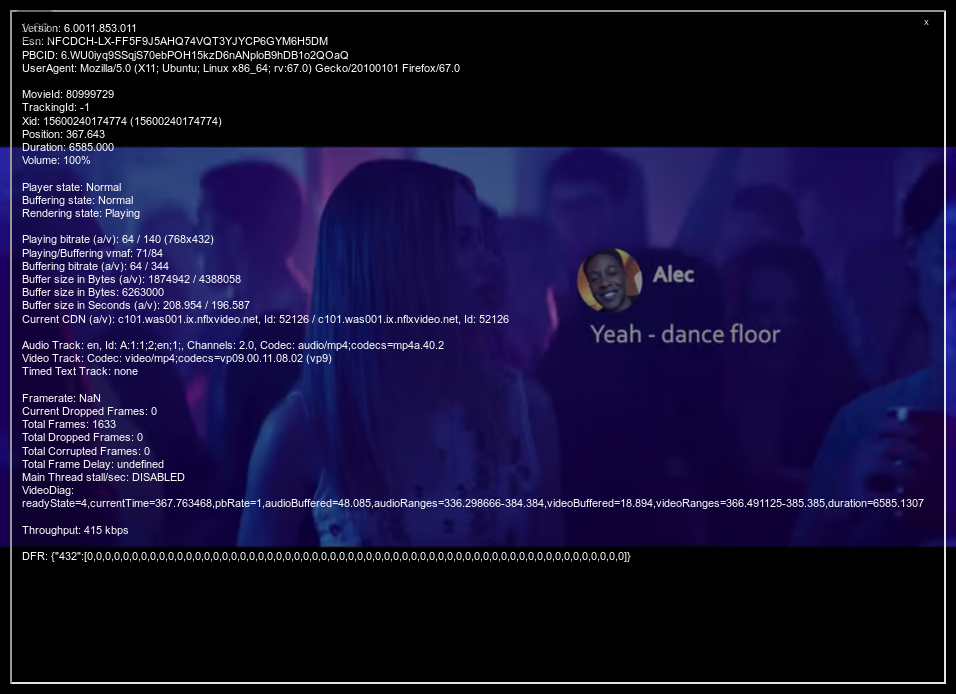 Version: 6.0011.853.011
Esn: NFCDCH-LX-FF5F9J5AHQ74VQT3YJYCP6GYM6H5DM
PBCID: 6.WU0iyq9SSqjS70ebPOH15kzD6nANploB9hDB1o2QOaQ
UserAgent: Mozilla/5.0 (X11; Ubuntu; Linux x86_64; rv:67.0) Gecko/20100101 Firefox/67.0
MovieId: 80999729
TrackingId: -1
Xid: 15600240174774 (15600240174774)
Position: 367.643
Duration: 6585.000
Volume: 100%
Player state: Normal
Buffering state: Normal
Rendering state: Playing
Playing bitrate (a/v): 64 / 140 (768x432)
Playing/Buffering vmaf: 71/84
Buffering bitrate (a/v): 64 / 344
Buffer size in Bytes (a/v): 1874942 / 4388058
Buffer size in Bytes: 6263000
Buffer size in Seconds (a/v): 208.954 / 196.587
Current CDN (a/v): c101.was001.ix.nflxvideo.net, Id: 52126 / c101.was001.ix.nflxvideo.net, Id: 52126
Audio Track: en, Id: A:1:1;2;en;1;, Channels: 2.0, Codec: audio/mp4;codecs=mp4a.40.2
Video Track: Codec: video/mp4;codecs=vp09.00.11.08.02 (vp9)
Timed Text Track: none
Framerate: NaN
Current Dropped Frames: 0
Total Frames: 1633
Total Dropped Frames: 0
Total Corrupted Frames: 0
Total Frame Delay: undefined
Main Thread stall/sec: DISABLED
VideoDiag:
readyState=4,currentTime=367.763468,pbRate=1,audioBuffered=48.085,audioRanges=336.298666-384.384,videoBuffered=18.894,videoRanges=366.491125-385.385,duration=6585.1307
Throughput: 415 kbps
DFR: {"432":[0,0,0,0,0,0,0,0,0,0,0,0,0,0,0,0,0,0,0,0,0,0,0,0,0,0,0,0,0,0,0,0,0,0,0,0,0,0,0,0,0,0,0,0,0,0,0,0,0,0,0,0,0,0,0,0,0,0,0,0]}
x
Alec
Yeah - dance floor